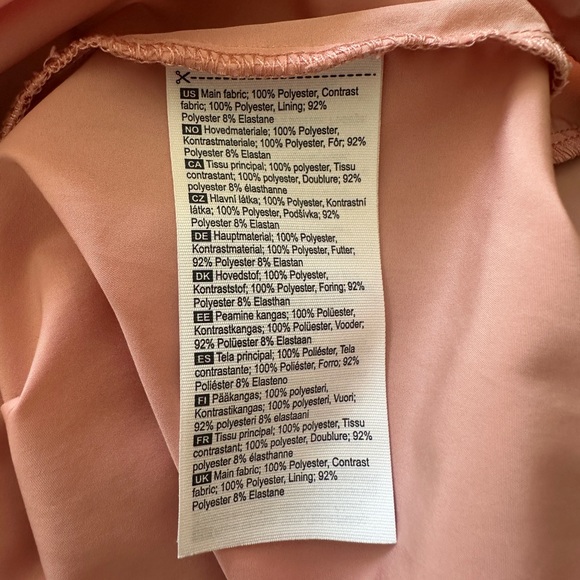 US Main fabric; 100% Polyester, Contrast
fabric; 100% Polyester, Lining; 92%
Polyester 8% Elastane
NO Hovedmateriale; 100% Polyester,
Kontrastmateriale; 100% Polyester, Fôr; 92%
Polyester 8% Elastan
CA Tissu principal; 100% polyester, Tissu
contrastant; 100% polyester, Doublure; 92%
polyester 8% élasthanne
CZ Hlavní látka; 100% Polyester, Kontrastní
látka; 100% Polyester, Podšívka; 92%
Polyester 8% Elastan
DE Hauptmaterial; 100% Polyester,
Kontrastmaterial; 100% Polyester, Futter;
92% Polyester 8% Elastan
DK Hovedstof; 100% Polyester,
Kontraststof; 100% Polyester, Foring; 92%
Polyester 8% Elasthan
EE Peamine kangas; 100% Polüester,
Kontrastkangas; 100% Polüester, Vooder;
92% Polüester 8% Elastaan
ES Tela principal; 100% Poliéster, Tela
contrastante; 100% Poliéster, Forro; 92%
Poliéster 8% Elasteno
FI Pääkangas; 100% polyesteri,
Kontrastikangas; 100% polyesteri, Vuori;
92% polyesteri 8% elastaani
FR Tissu principal; 100% polyester, Tissu
contrastant; 100% polyester, Doublure; 92%
polyester 8% élasthanne
UK Main fabric; 100% Polyester, Contrast
fabric; 100% Polyester, Lining; 92%
Polyester 8% Elastane